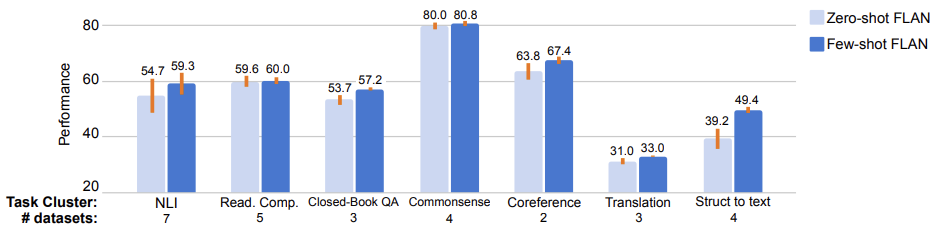 80.0 80.8
Zero-shot FLAN
80
Few-shot FLAN
63.8 67.4
54.7 59.3
59.6 60.0
53.7 57.2
60
49.4
Performance
39.2
40
31.0 33.0
20
Task Cluster: NLI Read. Comp. Closed-Book QA Commonsense Coreference Translation Struct to text
# datasets: 7 5 3 4 2 3 4